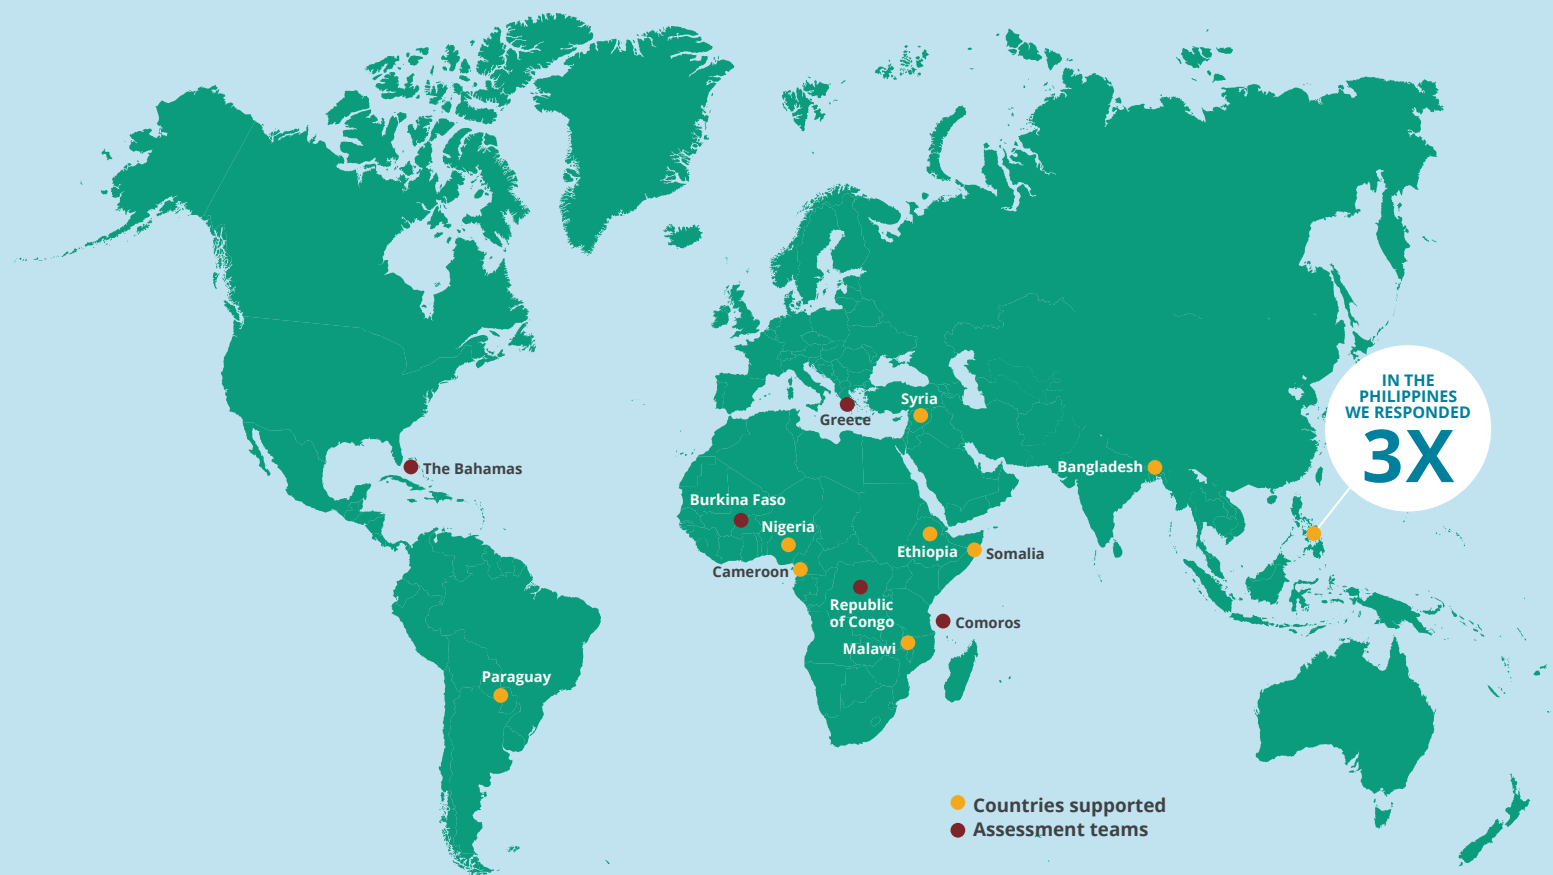 IN THE
PHILIPPINES
WE RESPONDED
3X
Syria
Greece
Bangladesh
The Bahamas
Burkina Faso
Nigeria
Ethiopia
Somalia
Cameroon
Republic
of Congo
Comoros
Malawi
Paraguay
Countries supported
Assessment teams